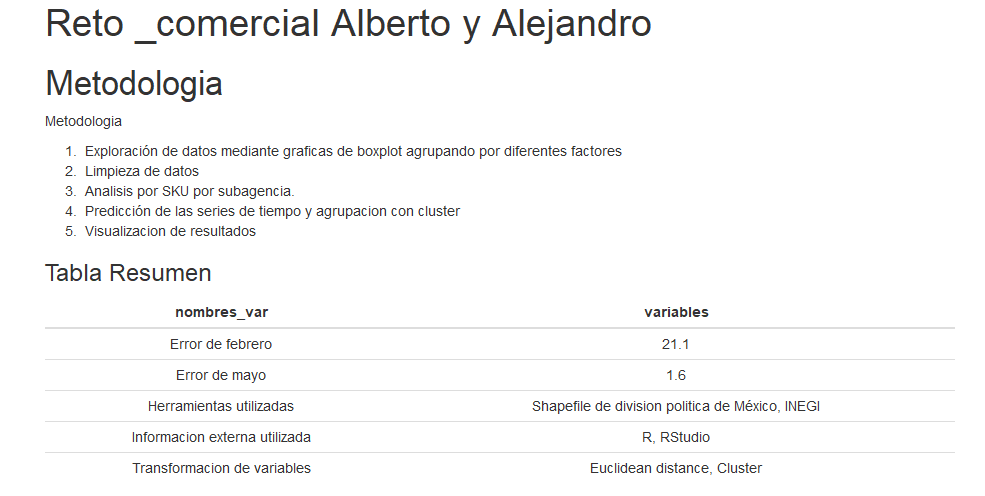 Reto _comercial Alberto y Alejandro
Metodologia
Metodologia
1. Exploración de datos mediante graficas de boxplot agrupando por diferentes factores
2. Limpieza de datos
3. Analisis por SKU por subagencia.
4. Predicción de las series de tiempo y agrupacion con cluster
5. Visualizacion de resultados
Tabla Resumen
nombres_var variables
Error de febrero 21.1
Error de mayo 1.6
Herramientas utilizadas Shapefile de division politica de México, INEGI
Informacion externa utilizada R, RStudio
Transformacion de variables Euclidean distance, Cluster